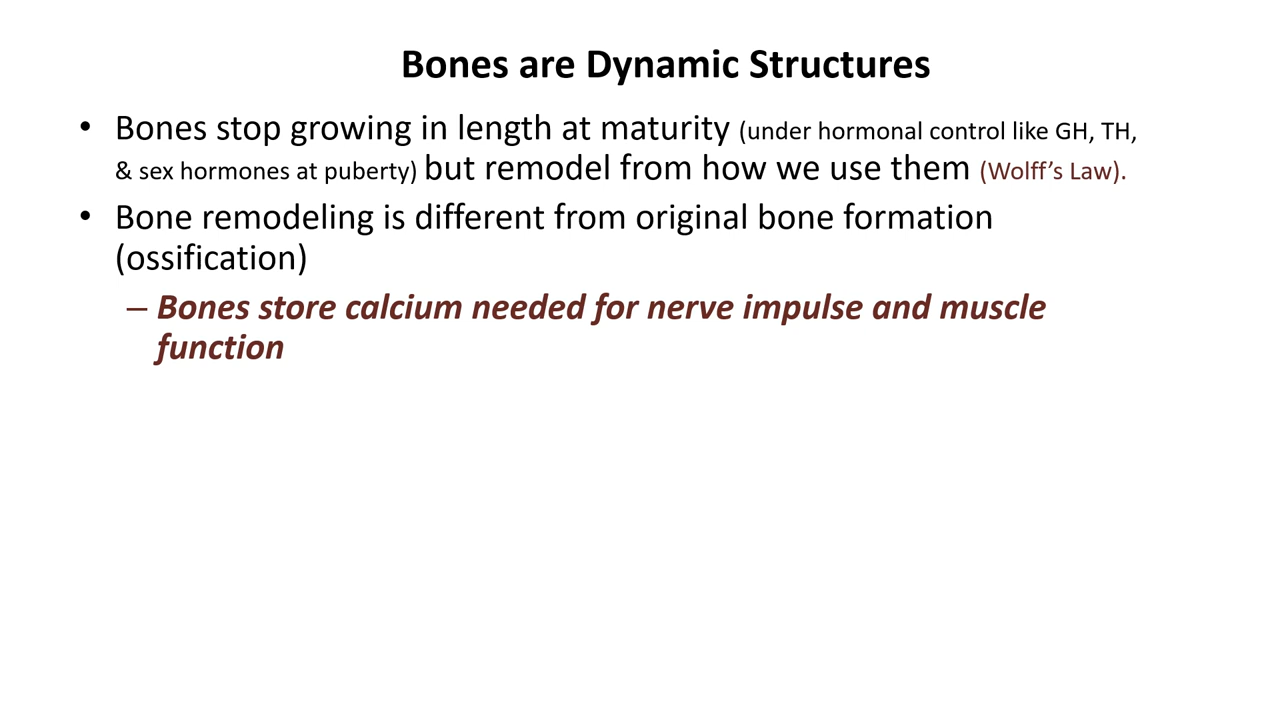 Bones are Dynamic Structures
• Bones stop growing in length at maturity (under hormonal control like GH, TH,
& sex hormones at puberty) but remodel from how we use them (Wolff’s Law).
• Bone remodeling is different from original bone formation
(ossification)
– Bones store calcium needed for nerve impulse and muscle
function